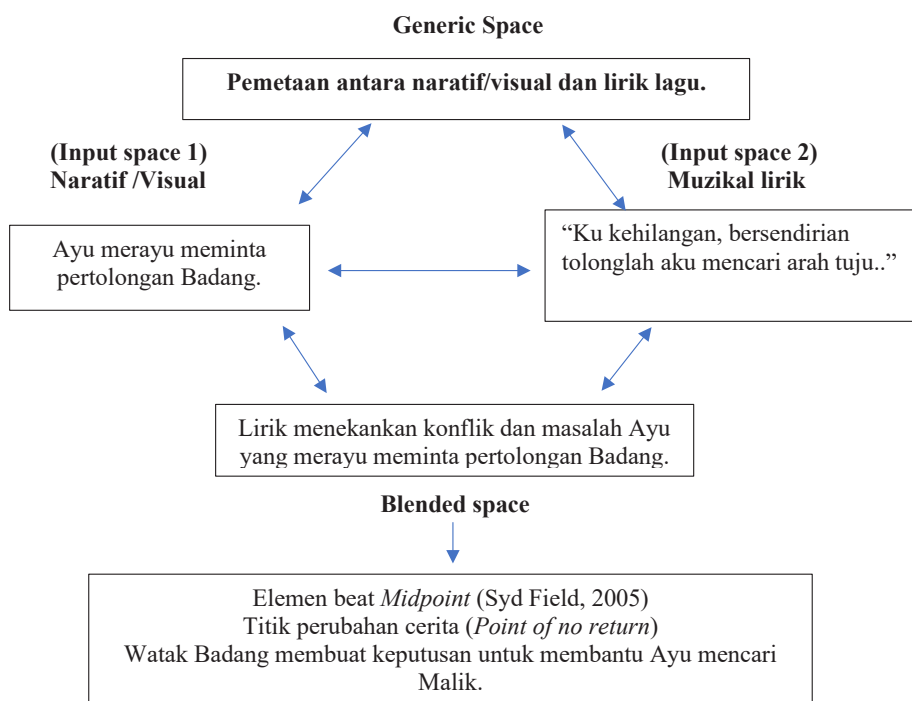 Generic Space
Pemetaan antara naratif/visual dan lirik lagu.
(Input space 1)
Naratif /Visual
(Input space 2)
Muzikal lirik
Ayu merayu meminta
pertolongan Badang.
“Ku kehilangan, bersendirian
tolonglah aku mencari arah tuju..”
Lirik menekankan konflik dan masalah Ayu
yang merayu meminta pertolongan Badang.
Blended space
Elemen beat Midpoint (Syd Field, 2005)
Titik perubahan cerita (Point of no return)
Watak Badang membuat keputusan untuk membantu Ayu mencari
Malik.